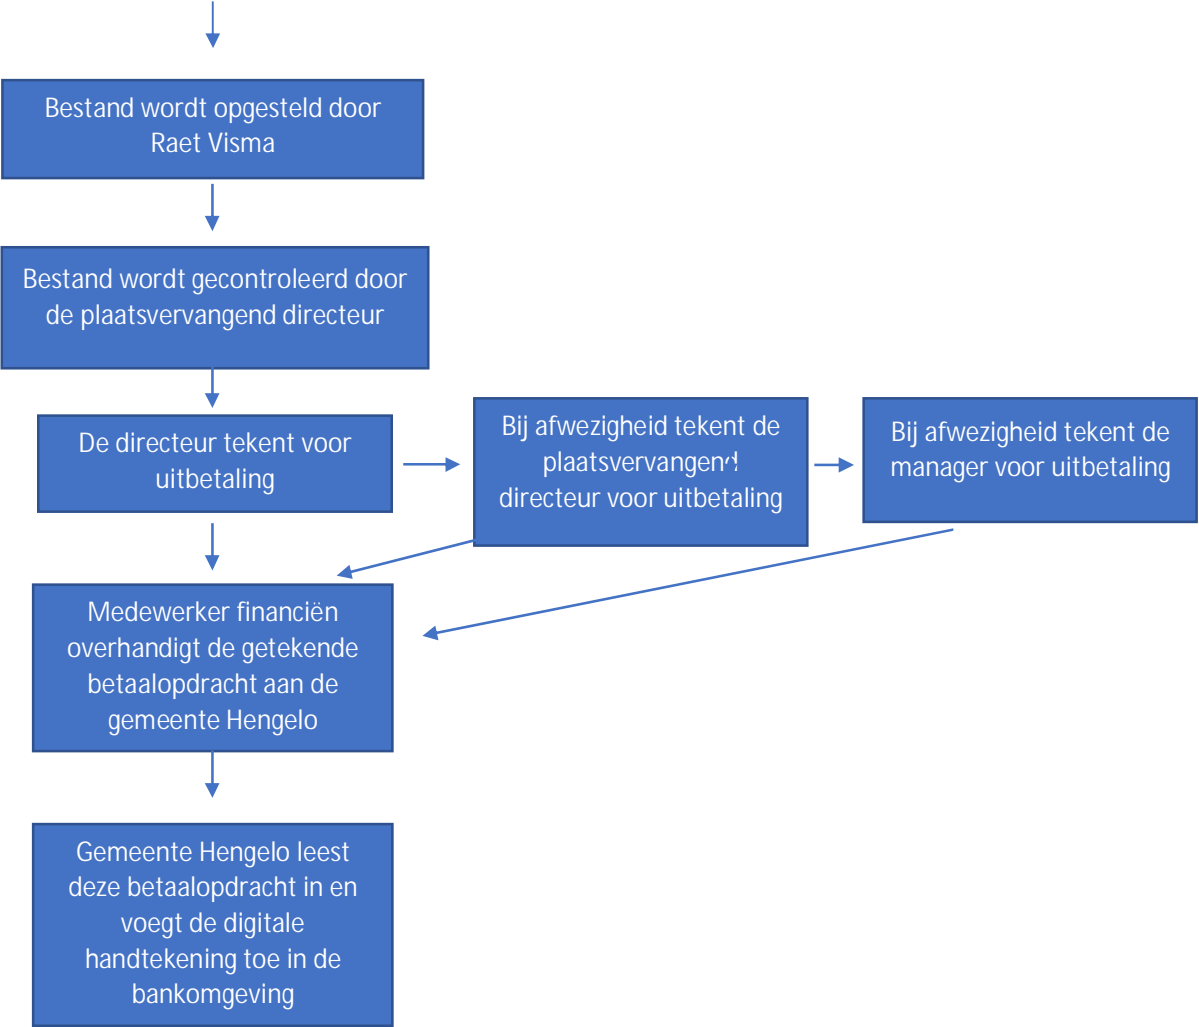 Bestand wordt opgesteld door
Raet Visma
Bestand wordt gecontroleerd door
de plaatsvervangend directeur
De directeur tekent voor
uitbetaling
Bij afwezigheid tekent de
plaatsvervangend
directeur voor uitbetaling
Bij afwezigheid tekent de
manager voor uitbetaling
Medewerker financiën
overhandigt de getekende
betaalopdracht aan de
gemeente Hengelo
Gemeente Hengelo leest
deze betaalopdracht in en
voegt de digitale
handtekening toe in de
bankomgeving